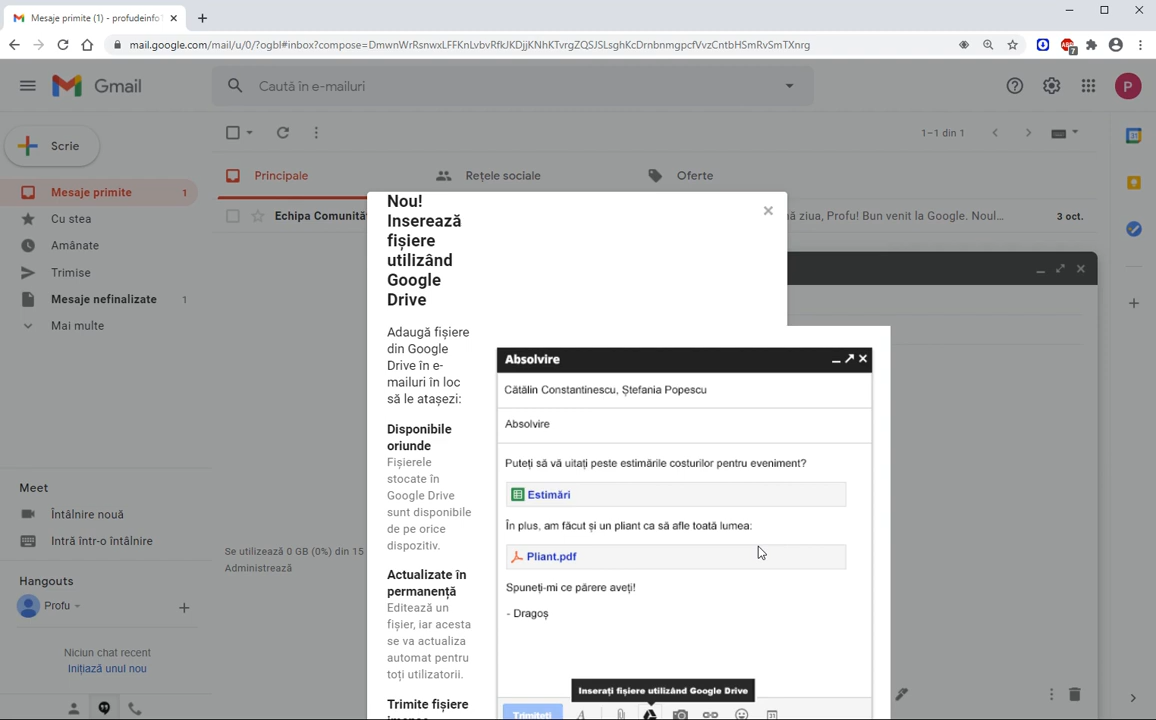 Mesaje primite (1) - profudeinfo1
mail.google.com/mail/u/0/?ogbl#inbox?compose=DmwnWrRsnwxLFFKnLvbvRfkJKDjjKNhKTvrgZQSJSLsghKcDrnbnmgpcfVvzCntbHSmRvSmTXnrg
7
Gmail
Caută în e-mailuri
P
Scrie
1–1 din 1
31
Principale
Rețele sociale
Oferte
Mesaje primite 1
Cu stea
Amânate
Trimise
Mesaje nefinalizate 1
Mai multe
Echipa Comunită
nă ziua, Profu! Bun venit la Google. Noul...
3 oct.
Nou!
Inserează
fișiere
utilizând
Google
Drive
Adaugă fișiere
din Google
Drive în e-
mailuri în loc
să le atașezi:
Disponibile
oriunde
Fișierele
stocate în
Google Drive
sunt disponibile
de pe orice
dispozitiv.
Actualizate în
permanență
Editează un
fișier, iar acesta
se va actualiza
automat pentru
toți utilizatorii.
Trimite fișiere
Absolvire
Cătălin Constantinescu, Ștefania Popescu
Absolvire
Puteți să vă uitați peste estimările costurilor pentru eveniment?
Estimări
În plus, am făcut și un pliant ca să afle toată lumea:
Pliant.pdf
Spuneți-mi ce părere aveți!
- Dragoș
Inserați fișiere utilizând Google Drive
Trimiteți
Meet
Întâlnire nouă
Intră într-o întâlnire
Hangouts
Profu
Niciun chat recent
Inițiază unul nou
Se utilizează 0 GB (0%) din 15
Administrează